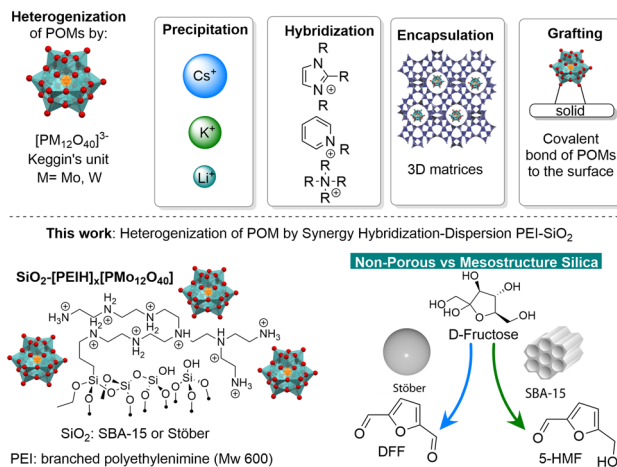 Heterogenization
of POMs by:
[PM₁₂O₄₀]³⁻
Keggin's unit
M= Mo, W
Precipitation
Cs⁺
K⁺
Li⁺
Hybridization
R
N
R
N
⊕
R
N
⊕
R
R
R
N
R
⊕
R
Encapsulation
3D matrices
Grafting
solid
Covalent
bond of POMs
to the surface
This work: Heterogenization of POM by Synergy Hybridization-Dispersion PEI-SiO₂
SiO₂-[PEIH]ₓ[PMo₁₂O₄₀]
H₃N
⊕
H₂
N
⊕
N
H₂
⊕
N
H
⊕
NH₃
⊕
N
H
⊕
N
H₂
⊕
N
H₂
⊕
H
N
⊕
NH₃
⊕
NH₃
⊕
O
Si
O
Si
O
OH
Si
O
OH
Si
O
SiO₂: SBA-15 or Stöber
PEI: branched polyethylenimine (Mw 600)
Non-Porous vs Mesostructure Silica
HO
O
OH
HO
HO
OH
D-Fructose
Stöber
SBA-15
O
O
O
DFF
O
O
HO
5-HMF